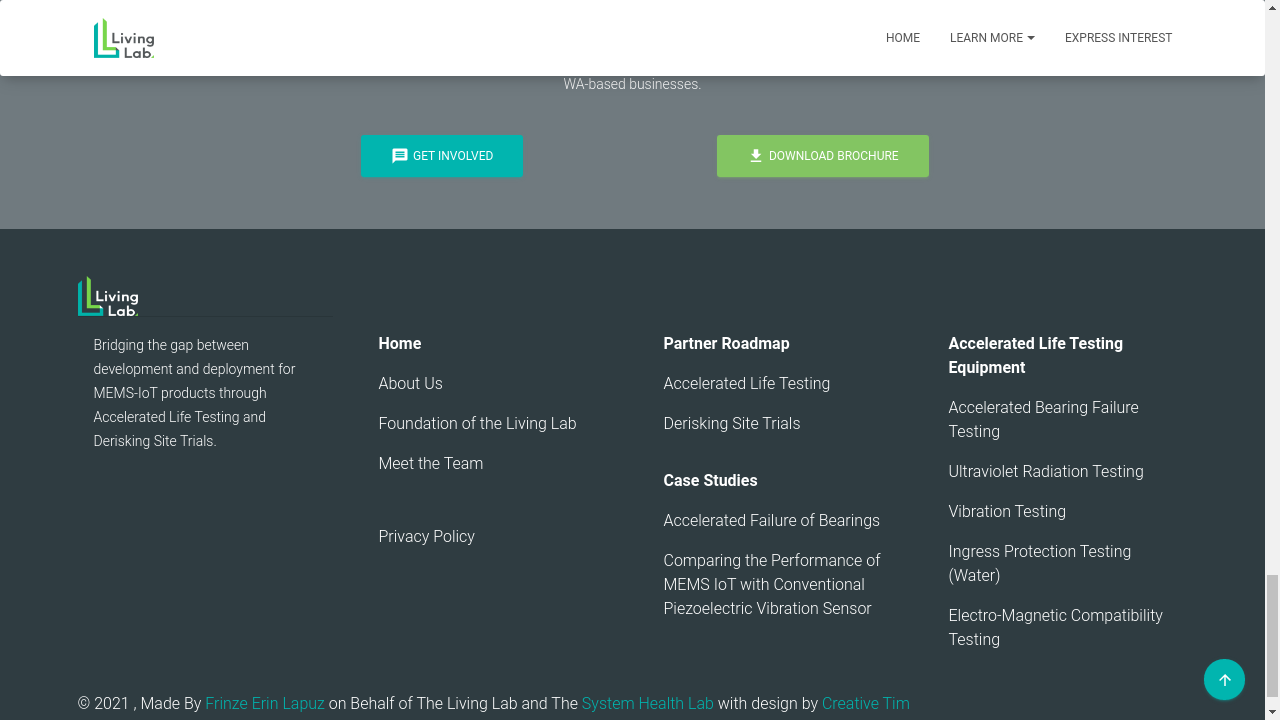 Living
Lab.
HOME
LEARN MORE
EXPRESS INTEREST
WA-based businesses.
GET INVOLVED
DOWNLOAD BROCHURE
Living
Lab.
Bridging the gap between
development and deployment for
MEMS-IoT products through
Accelerated Life Testing and
Derisking Site Trials.
Home
About Us
Foundation of the Living Lab
Meet the Team
Privacy Policy
Partner Roadmap
Accelerated Life Testing
Derisking Site Trials
Case Studies
Accelerated Failure of Bearings
Comparing the Performance of
MEMS IoT with Conventional
Piezoelectric Vibration Sensor
Accelerated Life Testing
Equipment
Accelerated Bearing Failure
Testing
Ultraviolet Radiation Testing
Vibration Testing
Ingress Protection Testing
(Water)
Electro-Magnetic Compatibility
Testing
© 2021 , Made By Frinze Erin Lapuz on Behalf of The Living Lab and The System Health Lab with design by Creative Tim